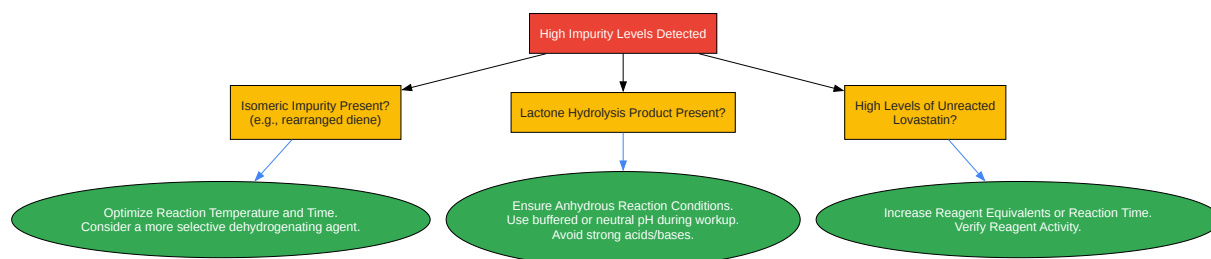 High Impurity Levels Detected
Isomeric Impurity Present?
(e.g., rearranged diene)
Lactone Hydrolysis Product Present?
High Levels of Unreacted
Lovastatin?
Optimize Reaction Temperature and Time.
Consider a more selective dehydrogenating agent.
Ensure Anhydrous Reaction Conditions.
Use buffered or neutral pH during workup.
Avoid strong acids/bases.
Increase Reagent Equivalents or Reaction Time.
Verify Reagent Activity.